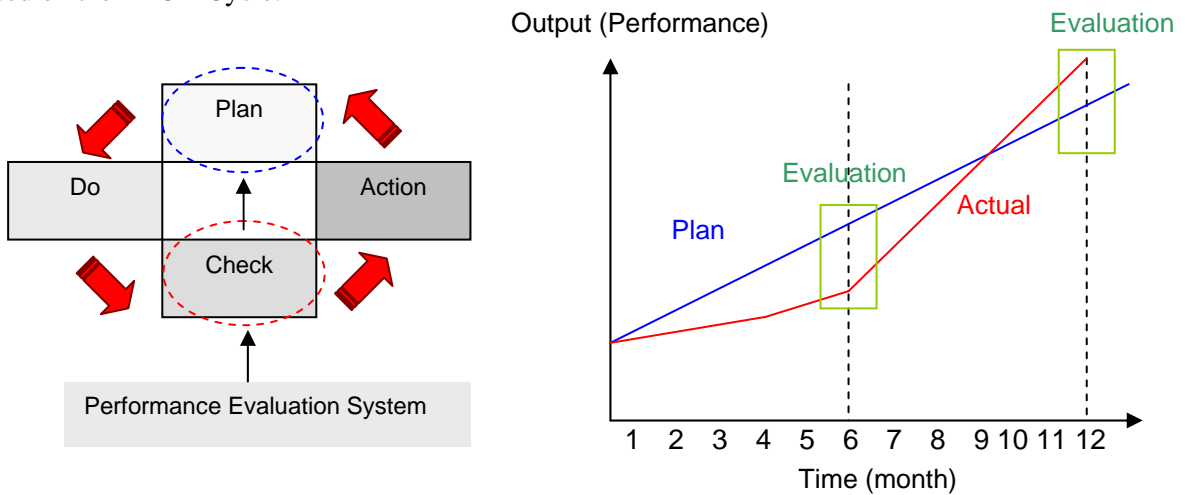 Output (Performance)
Evaluation
Plan
Do
Action
Check
Performance Evaluation System
Evaluation
Plan
Actual
1 2 3 4 5 6 7 8 9 10 11 12
Time (month)